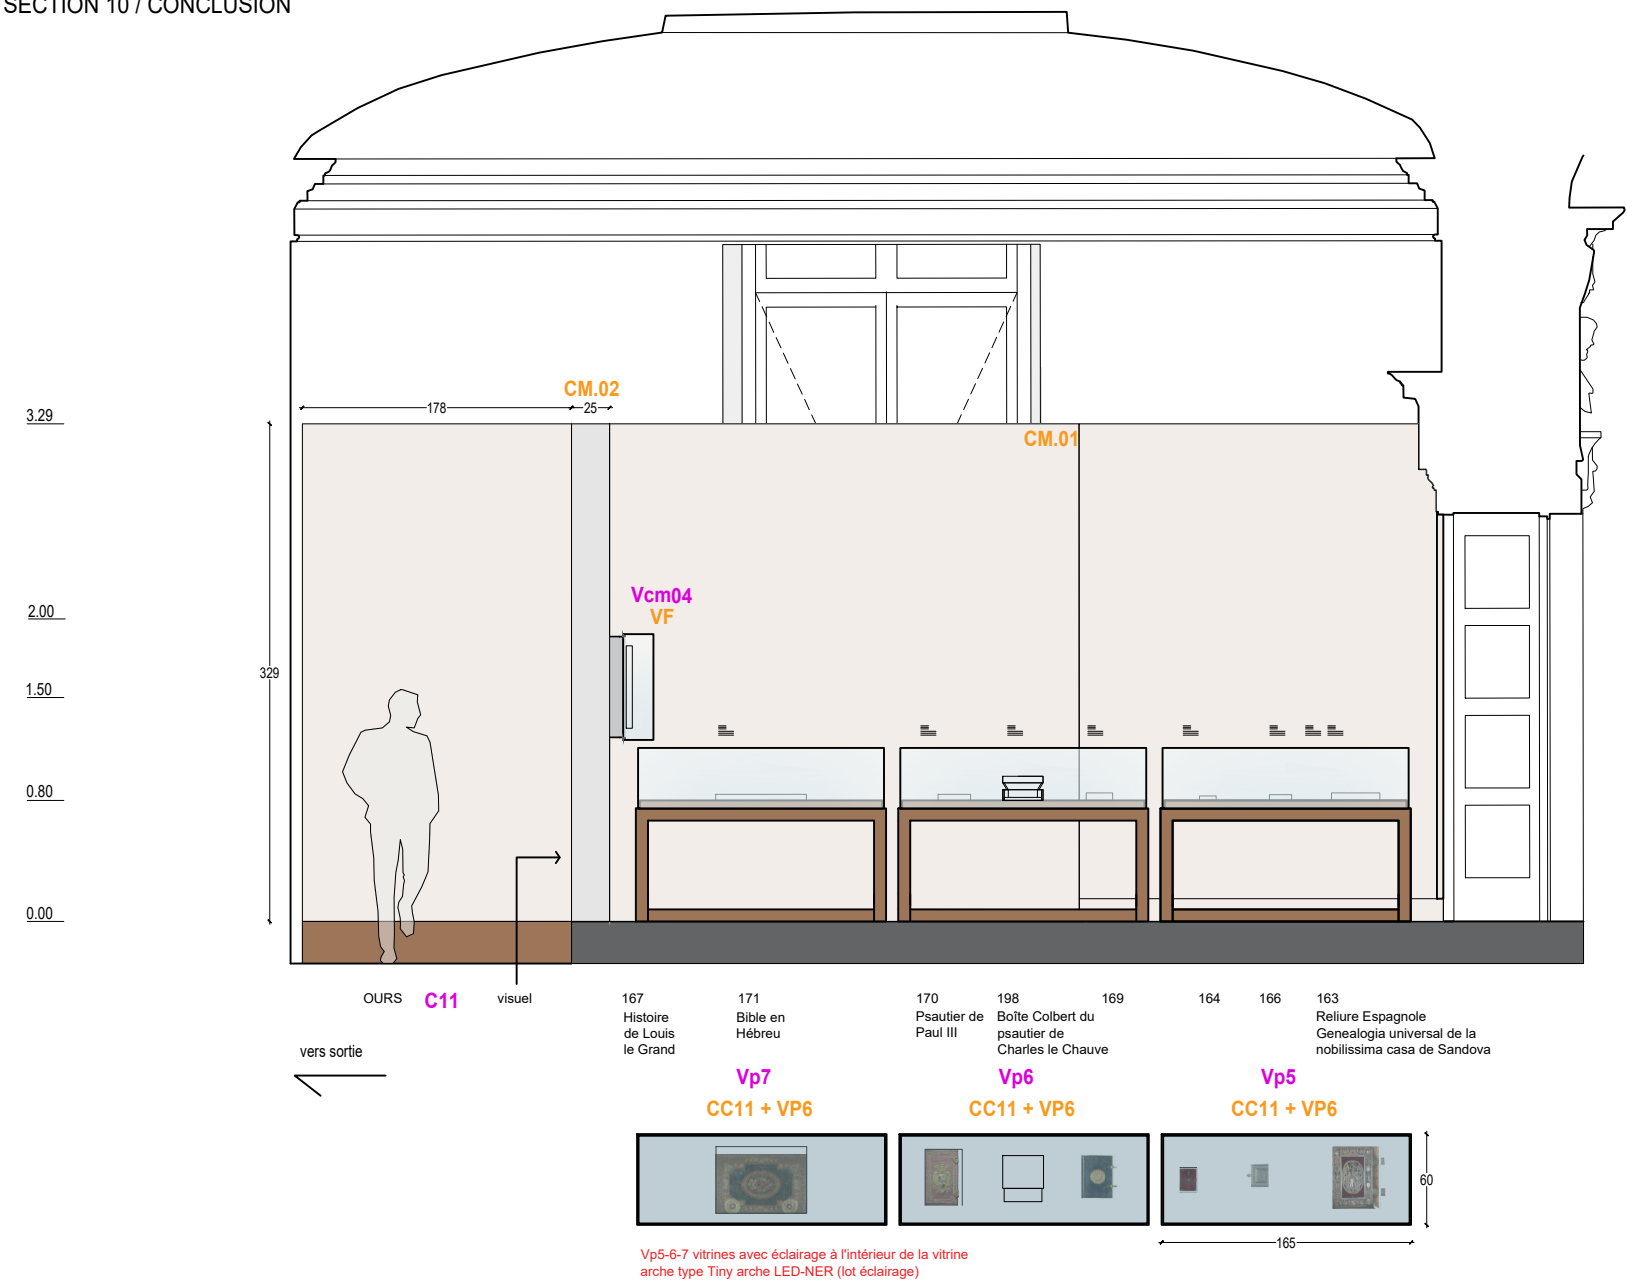 SECTION 10 / CONCLUSION
CM.02
178
25
3.29
CM.01
Vcm04
VF
2.00
329
1.50
0.80
0.00
OURS
C11
visuel
167
Histoire
de Louis
le Grand
171
Bible en
Hébreu
170
Psautier de
Paul III
198
Boîte Colbert du
psautier de
Charles le Chauve
169
164
166
163
Reliure Espagnole
Genealogia universal de la
nobilissima casa de Sandova
vers sortie
Vp7
Vp6
Vp5
CC11 + VP6
CC11 + VP6
CC11 + VP6
60
165
Vp5-6-7 vitrines avec éclairage à l'intérieur de la vitrine
arche type Tiny arche LED-NER (lot éclairage)